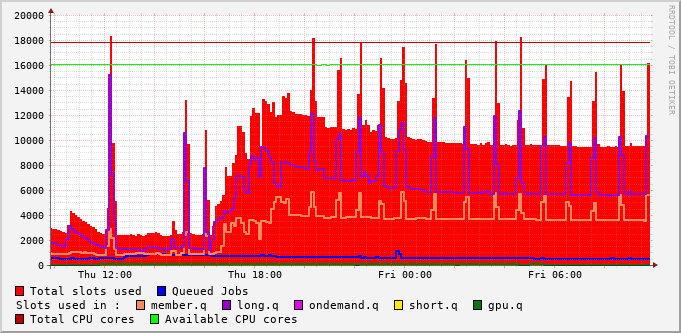 20000
18000
16000
14000
12000
10000
8000
6000
4000
2000
0
Thu 12:00 Thu 18:00 Fri 00:00 Fri 06:00
Total slots used Queued Jobs
Slots used in : member.q long.q ondemand.q short.q gpu.q
Total CPU cores Available CPU cores
RRDTOOL / TOBI OETIKER